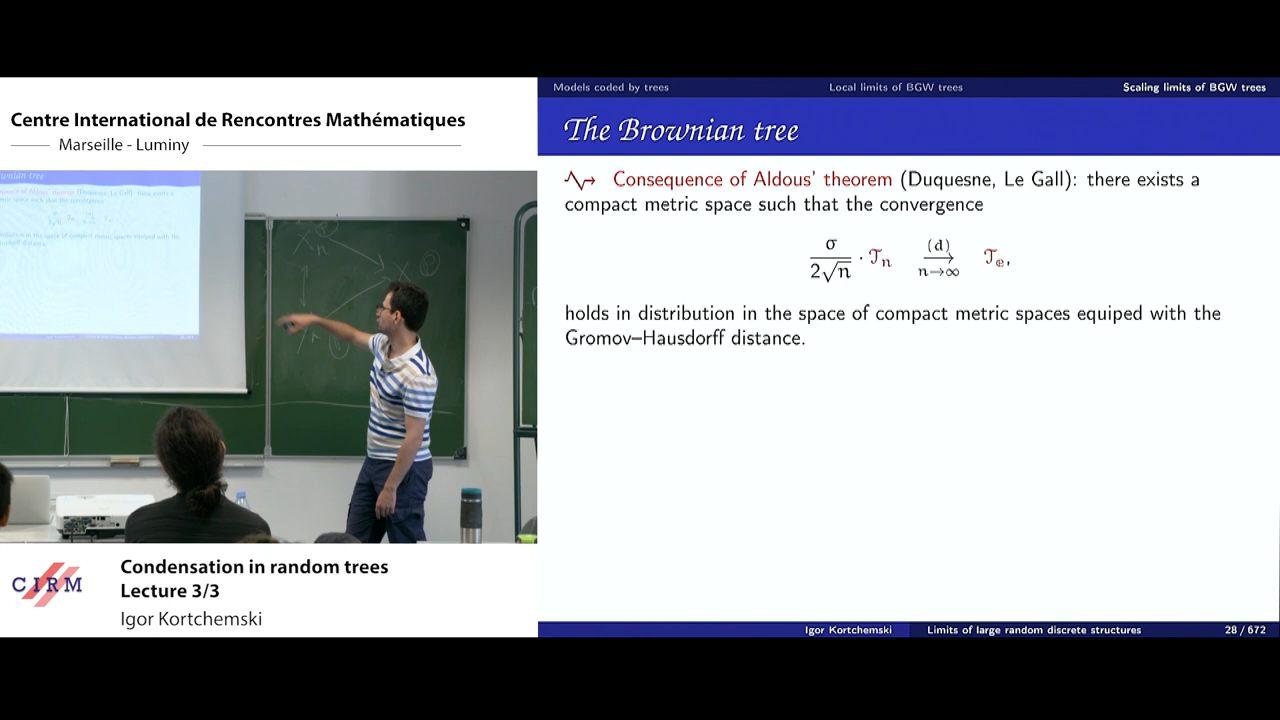 Centre International de Rencontres Mathématiques
Marseille - Luminy
CIRM
Condensation in random trees
Lecture 3/3
Igor Kortchemski
Models coded by trees
Local limits of BGW trees
Scaling limits of BGW trees
The Brownian tree
Consequence of Aldous' theorem (Duquesne, Le Gall): there exists a
compact metric space such that the convergence
σ/2√n · 𝒯n (d)→ n→∞ 𝒯𝕖,
holds in distribution in the space of compact metric spaces equiped with the
Gromov–Hausdorff distance.
Igor Kortchemski
Limits of large random discrete structures
28 / 672